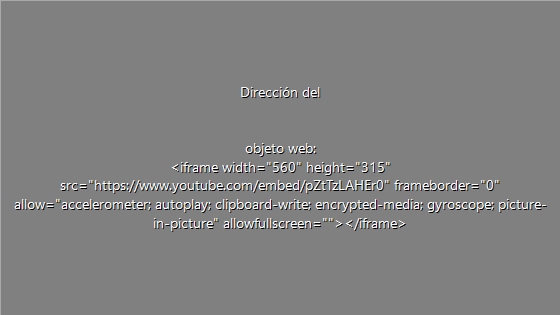 Dirección del
objeto web:
<iframe width="560" height="315"
src="https://www.youtube.com/embed/pZtTzLAHEr0" frameborder="0"
allow="accelerometer; autoplay; clipboard-write; encrypted-media; gyroscope; picture-
in-picture" allowfullscreen=""></iframe>